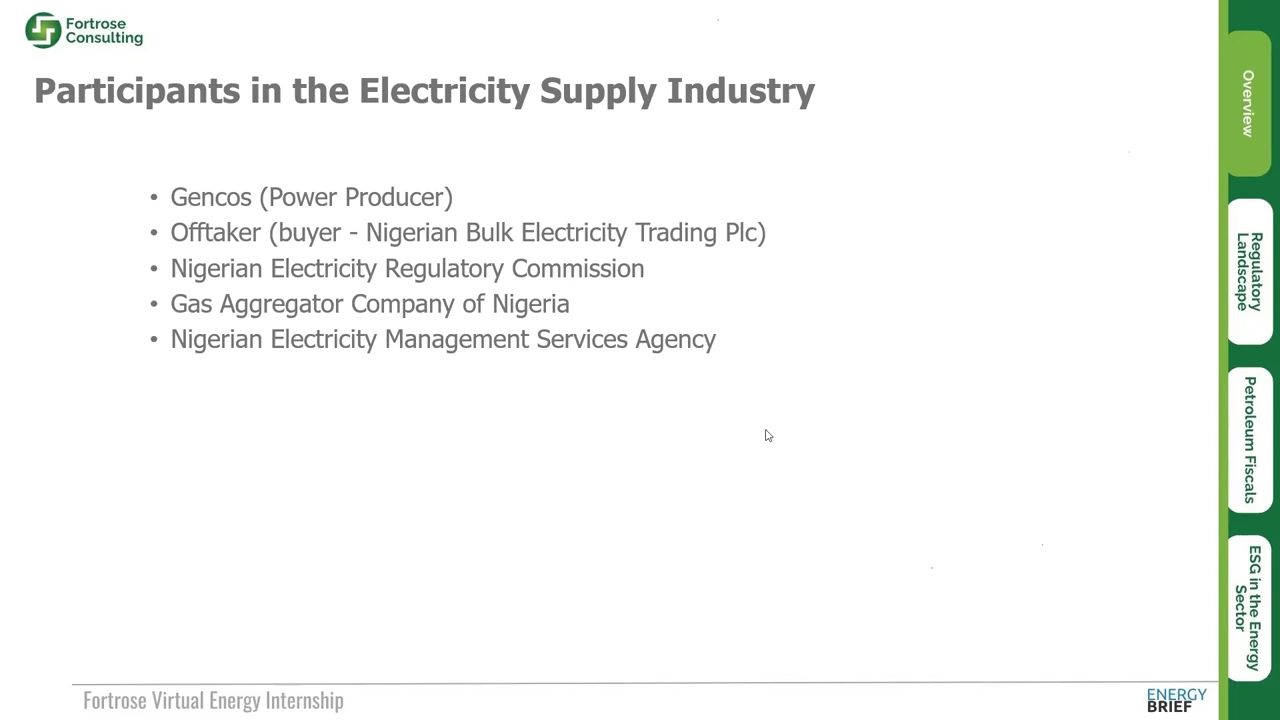 Fortrose
Consulting
Participants in the Electricity Supply Industry
• Gencos (Power Producer)
• Offtaker (buyer - Nigerian Bulk Electricity Trading Plc)
• Nigerian Electricity Regulatory Commission
• Gas Aggregator Company of Nigeria
• Nigerian Electricity Management Services Agency
Overview
Regulatory
Landscape
Petroleum Fiscals
ESG in the Energy
Sector
Fortrose Virtual Energy Internship
ENERGY
BRIEF